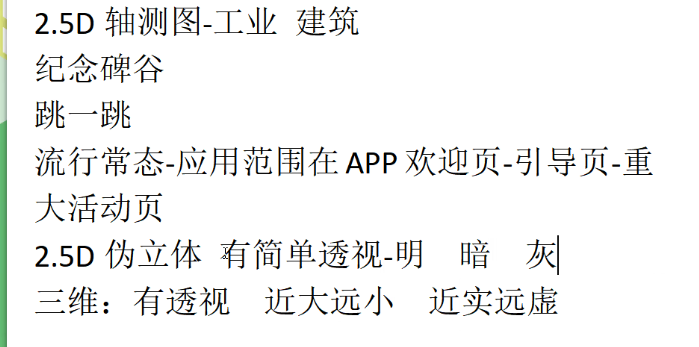 2.5D 轴测图-工业 建筑
纪念碑谷
跳一跳
流行常态-应用范围在 APP 欢迎页-引导页-重
大活动页
2.5D 伪立体 有简单透视-明 暗 灰
三维：有透视 近大远小 近实远虚